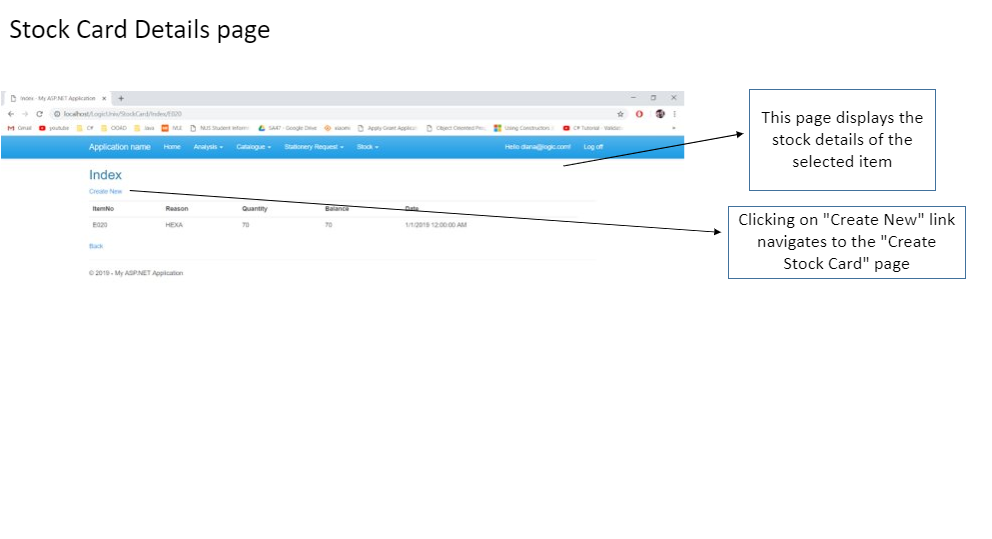 Stock Card Details page
Index - My ASP.NET Application
localhost/LogicUniv/StockCard/Index/E020
Gmail youtube C# OOAD Java NSE NUS Student Inform SA47 - Google Drive xiaomi Apply Grant Applica Object Oriented Pro Using Constructors C# Tutorial - Validati
Application name Home Analysis Catalogue Stationery Request Stock Hello diana@logic.com! Log off
Index
Create New
ItemNo Reason Quantity Balance Date
E020 HEXA 70 70 1/1/2019 12:00:00 AM
Back
© 2019 - My ASP.NET Application
This page displays the
stock details of the
selected item
Clicking on "Create New" link
navigates to the "Create
Stock Card" page